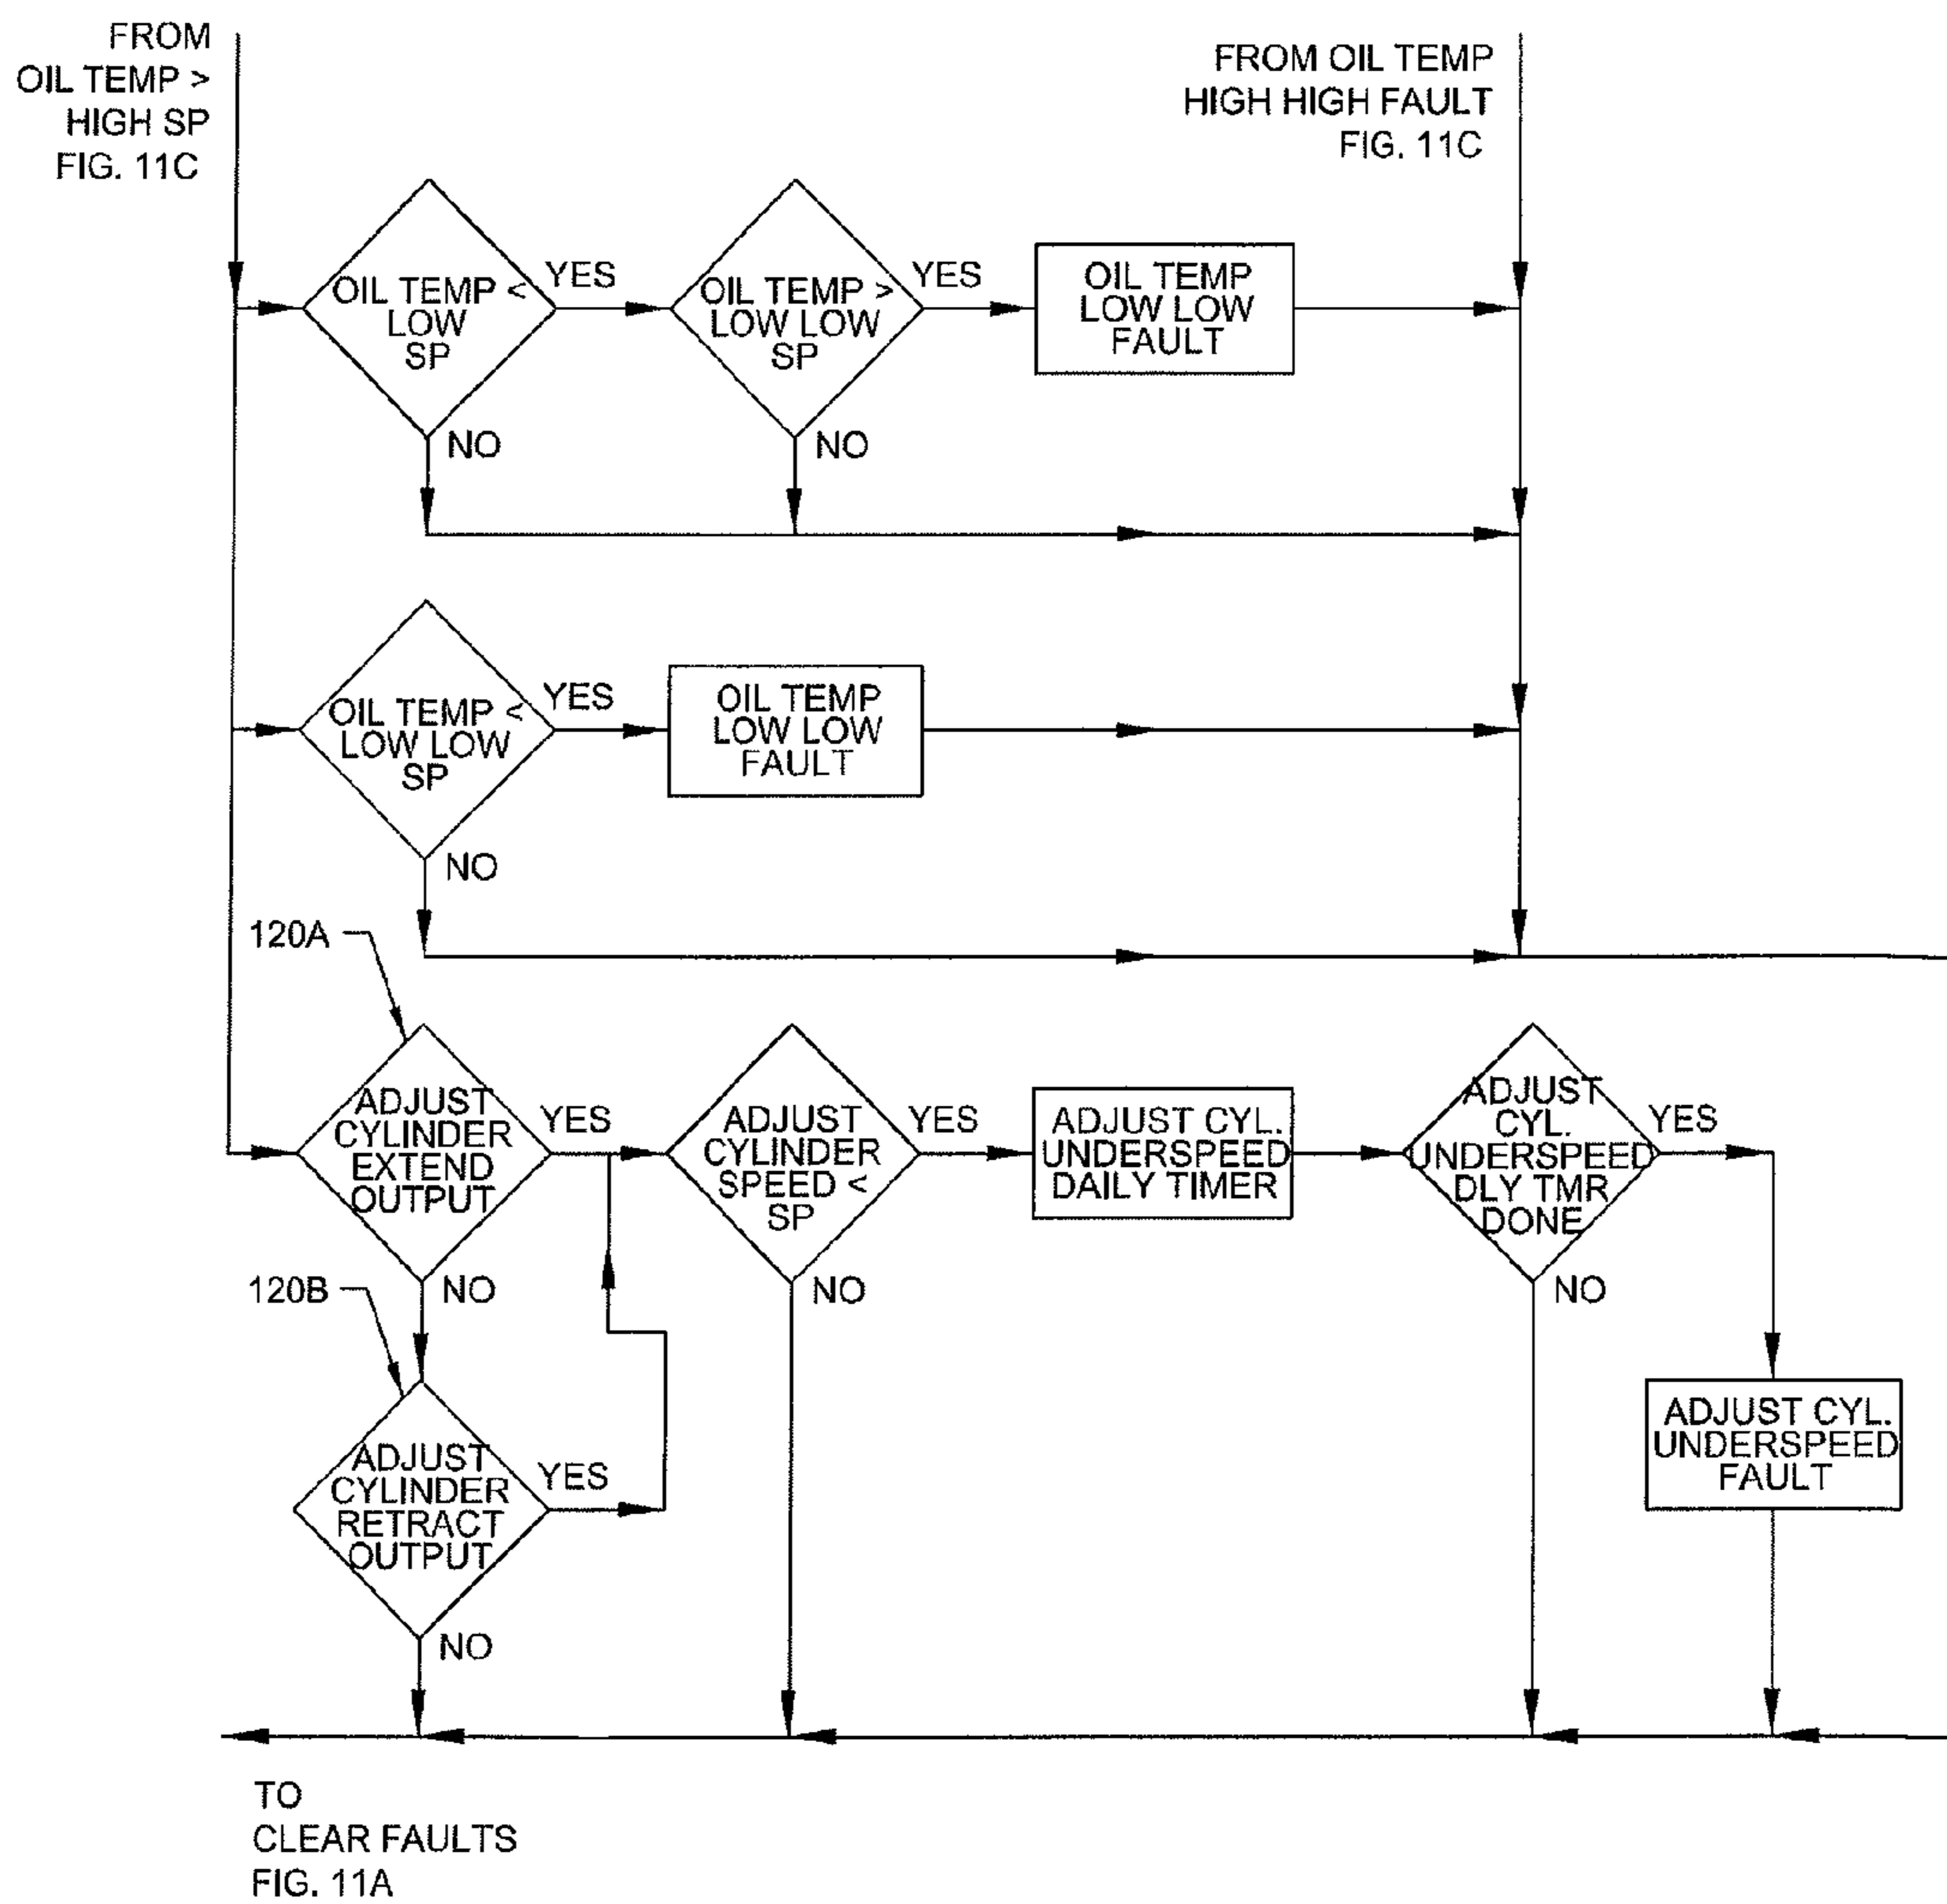 FROM
OIL TEMP >
HIGH SP
FIG. 11C
FROM OIL TEMP
HIGH HIGH FAULT
FIG. 11C
OIL TEMP <
LOW
SP
YES
NO
OIL TEMP >
LOW LOW
SP
YES
NO
OIL TEMP
LOW LOW
FAULT
OIL TEMP <
LOW LOW
SP
YES
NO
OIL TEMP
LOW LOW
FAULT
120A
ADJUST
CYLINDER
EXTEND
OUTPUT
YES
NO
ADJUST
CYLINDER
SPEED <
SP
YES
NO
ADJUST CYL.
UNDERSPEED
DAILY TIMER
ADJUST
CYL.
UNDERSPEED
DLY TMR
DONE
YES
NO
120B
ADJUST
CYLINDER
RETRACT
OUTPUT
YES
NO
ADJUST CYL.
UNDERSPEED
FAULT
TO
CLEAR FAULTS
FIG. 11A